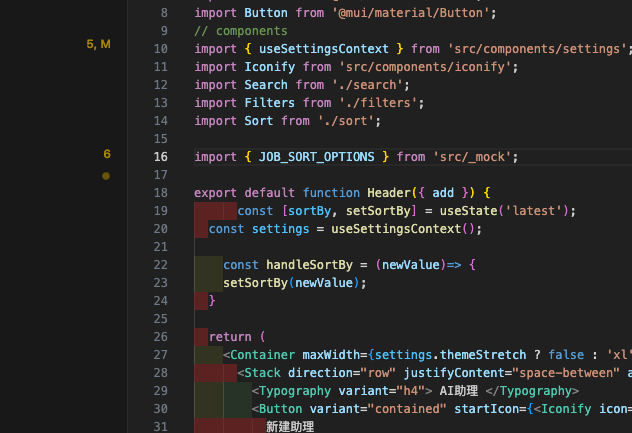 8 import Button from '@mui/material/Button';
9 // components
5, M
10 import { useSettingsContext } from 'src/components/settings';
11 import Iconify from 'src/components/iconify';
12 import Search from './search';
13 import Filters from './filters';
14 import Sort from './sort';
15
6
16 import { JOB_SORT_OPTIONS } from 'src/_mock';
17
18 export default function Header({ add }) {
19 const [sortBy, setSortBy] = useState('latest');
20 const settings = useSettingsContext();
21
22 const handleSortBy = (newValue)=> {
23 setSortBy(newValue);
24 }
25
26 return (
27 <Container maxWidth={settings.themeStretch ? false : 'xl'
28 <Stack direction="row" justifyContent="space-between" a
29 <Typography variant="h4"> AI助理 </Typography>
30 <Button variant="contained" startIcon={<Iconify icon=
31 新建助理